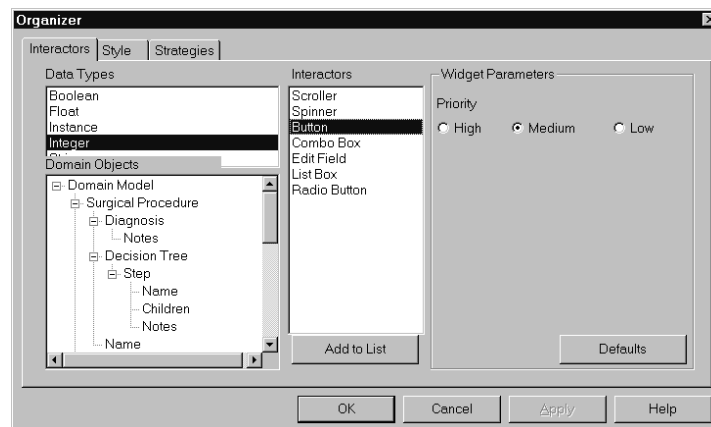 Organizer
Interactors Style Strategies
Data Types
Boolean
Float
Instance
Integer
Domain Objects
Domain Model
Surgical Procedure
Diagnosis
Notes
Decision Tree
Step
Name
Children
Notes
Name
Interactors
Scroller
Spinner
Button
Combo Box
Edit Field
List Box
Radio Button
Add to List
Widget Parameters
Priority
High Medium Low
Defaults
OK Cancel Apply Help